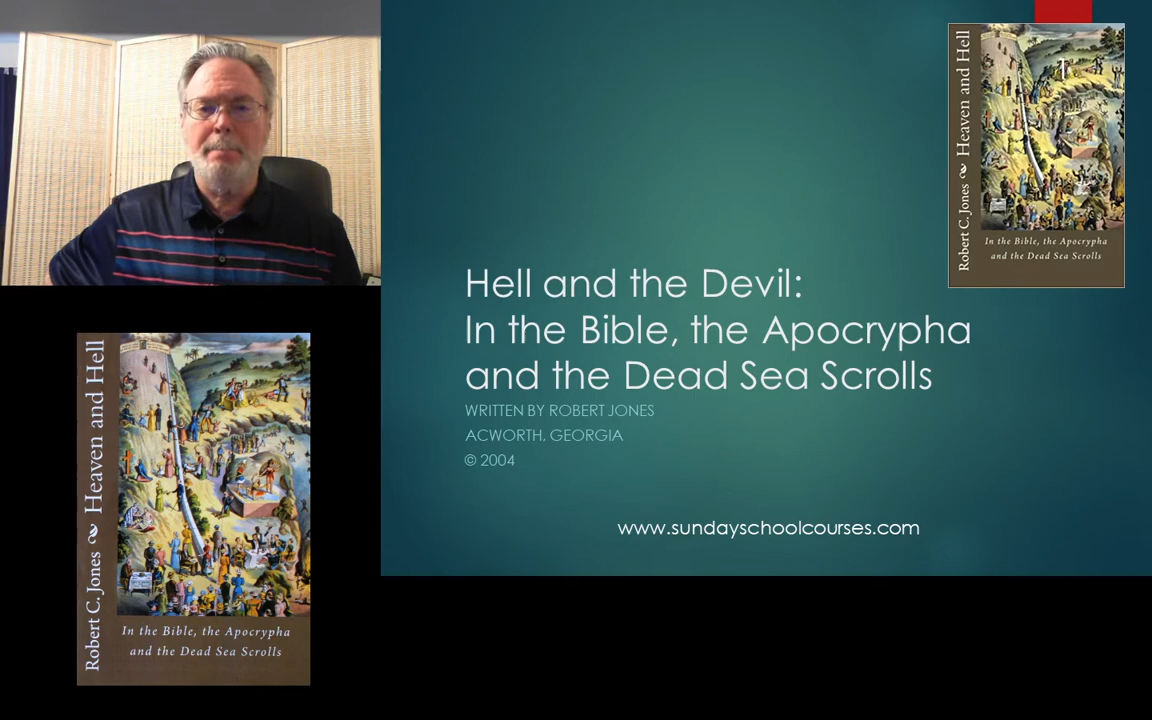 Hell and the Devil:
In the Bible, the Apocrypha
and the Dead Sea Scrolls
WRITTEN BY ROBERT JONES
ACWORTH, GEORGIA
© 2004
www.sundayschoolcourses.com
Robert C. Jones Heaven and Hell
In the Bible, the Apocrypha
and the Dead Sea Scrolls
Robert C. Jones Heaven and Hell
In the Bible, the Apocrypha
and the Dead Sea Scrolls